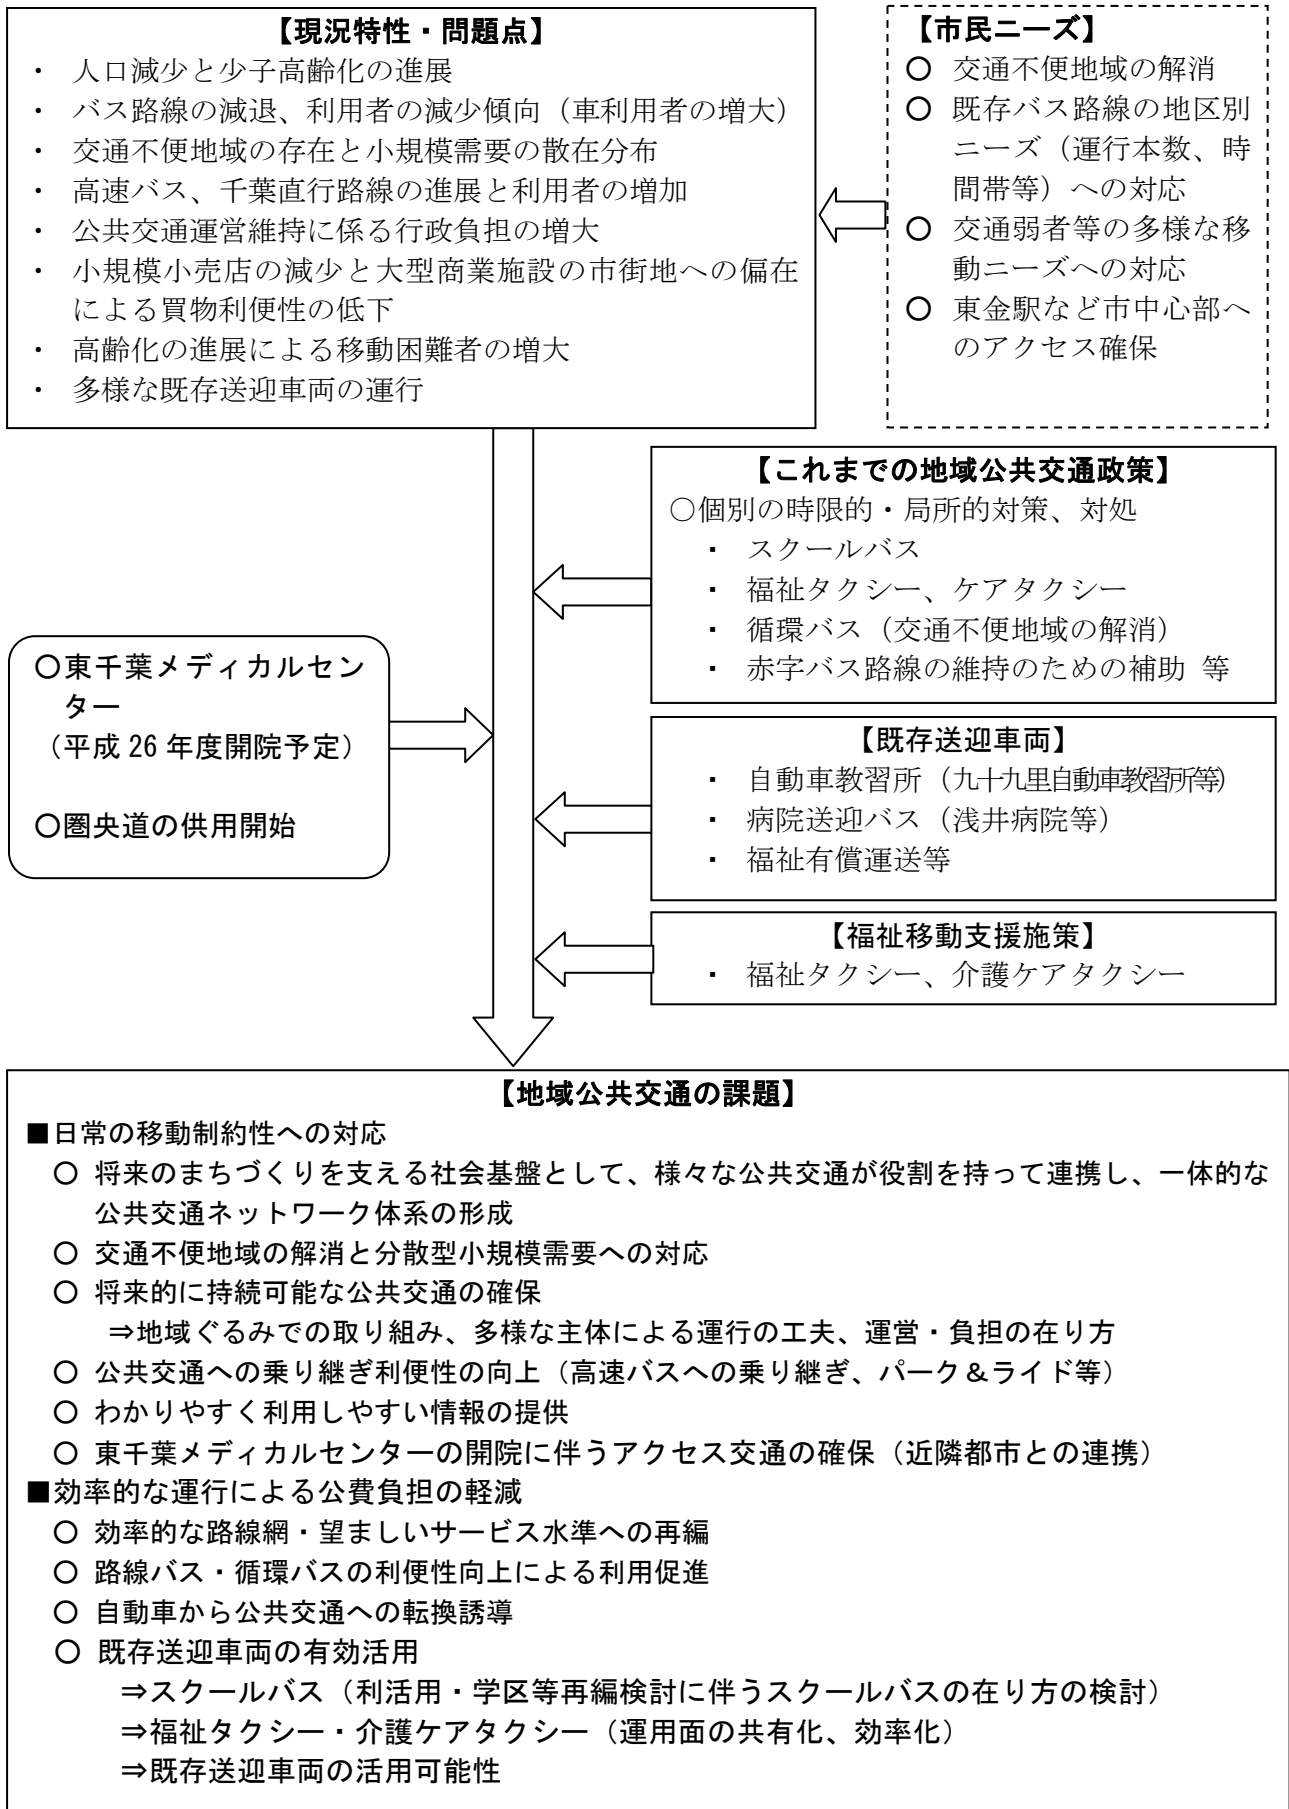 【現況特性・問題点】
・ 人口減少と少子高齢化の進展
・ バス路線の減退、利用者の減少傾向（車利用者の増大）
・ 交通不便地域の存在と小規模需要の散在分布
・ 高速バス、千葉直行路線の進展と利用者の増加
・ 公共交通運営維持に係る行政負担の増大
・ 小規模小売店の減少と大型商業施設の市街地への偏在
による買物利便性の低下
・ 高齢化の進展による移動困難者の増大
・ 多様な既存送迎車両の運行
【市民ニーズ】
○ 交通不便地域の解消
○ 既存バス路線の地区別
ニーズ（運行本数、時
間帯等）への対応
○ 交通弱者等の多様な移
動ニーズへの対応
○ 東金駅など市中心部へ
のアクセス確保
【これまでの地域公共交通政策】
○個別の時限的・局所的対策、対処
・ スクールバス
・ 福祉タクシー、ケアタクシー
・ 循環バス（交通不便地域の解消）
・ 赤字バス路線の維持のための補助 等
○東千葉メディカルセン
ター
（平成 26 年度開院予定）
○圏央道の供用開始
【既存送迎車両】
・ 自動車教習所（九十九里自動車教習所等）
・ 病院送迎バス（浅井病院等）
・ 福祉有償運送等
【福祉移動支援施策】
・ 福祉タクシー、介護ケアタクシー
【地域公共交通の課題】
■日常の移動制約性への対応
○ 将来のまちづくりを支える社会基盤として、様々な公共交通が役割を持って連携し、一体的な
公共交通ネットワーク体系の形成
○ 交通不便地域の解消と分散型小規模需要への対応
○ 将来的に持続可能な公共交通の確保
⇒地域ぐるみでの取り組み、多様な主体による運行の工夫、運営・負担の在り方
○ 公共交通への乗り継ぎ利便性の向上（高速バスへの乗り継ぎ、パーク＆ライド等）
○ わかりやすく利用しやすい情報の提供
○ 東千葉メディカルセンターの開院に伴うアクセス交通の確保（近隣都市との連携）
■効率的な運行による公費負担の軽減
○ 効率的な路線網・望ましいサービス水準への再編
○ 路線バス・循環バスの利便性向上による利用促進
○ 自動車から公共交通への転換誘導
○ 既存送迎車両の有効活用
⇒スクールバス（利活用・学区等再編検討に伴うスクールバスの在り方の検討）
⇒福祉タクシー・介護ケアタクシー（運用面の共有化、効率化）
⇒既存送迎車両の活用可能性